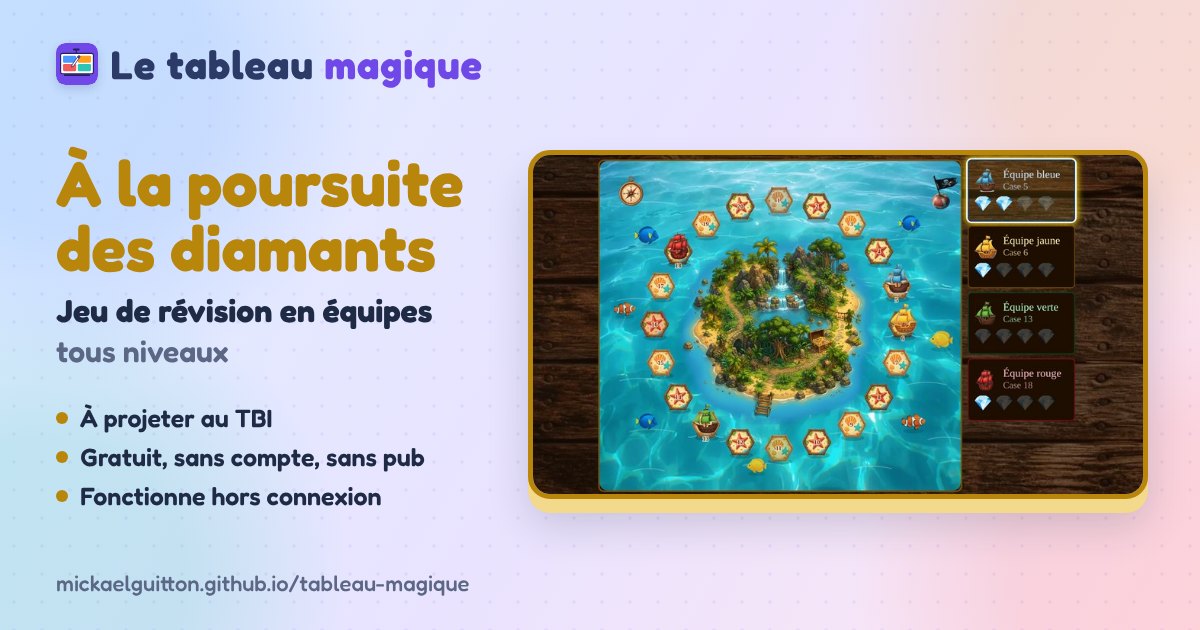 Le tableau magique
À la poursuite
des diamants
Jeu de révision en équipes
tous niveaux
À projeter au TBI
Gratuit, sans compte, sans pub
Fonctionne hors connexion
mickaelguitton.github.io/tableau-magique
Équipe bleue
Case 5
Équipe jaune
Case 6
Équipe verte
Case 13
Équipe rouge
Case 18